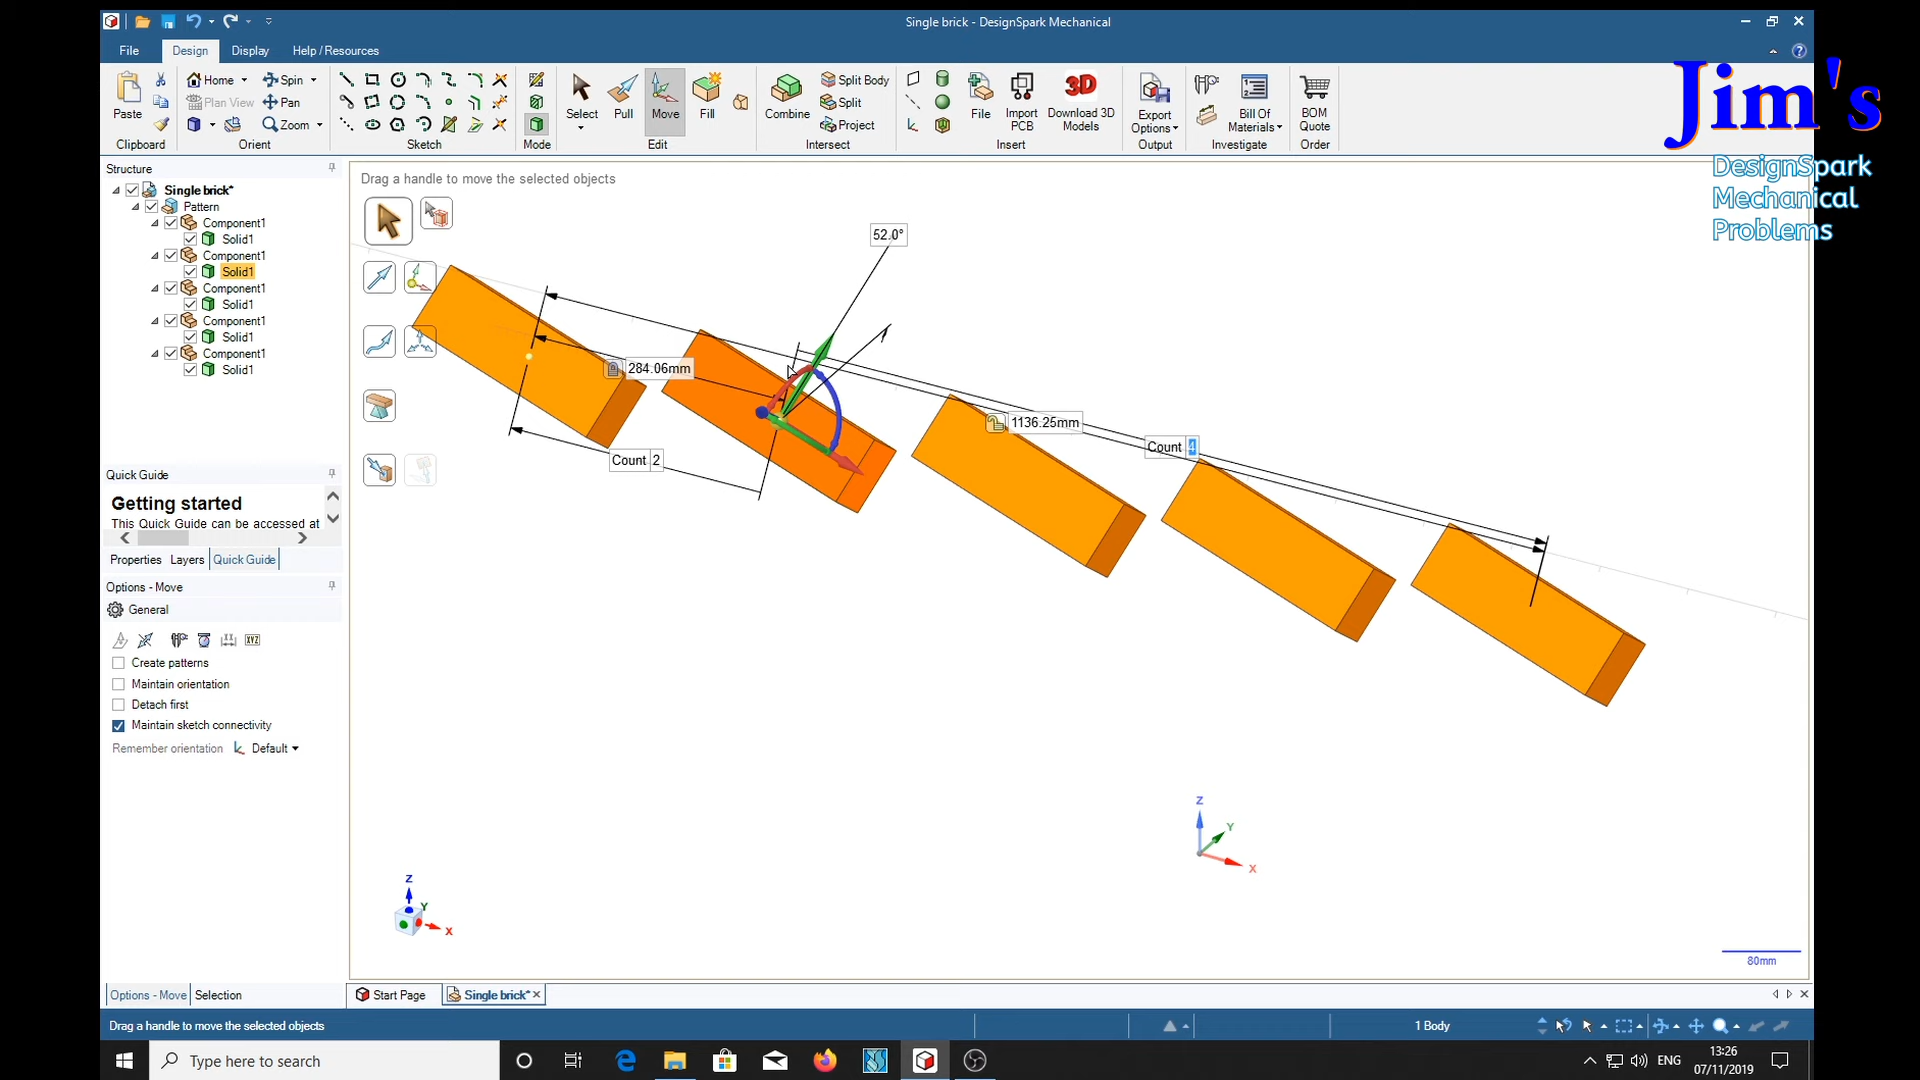 Single brick - DesignSpark Mechanical
File
Design
Display
Help / Resources
Jim's
DesignSpark
Mechanical
Problems
Paste
Clipboard
Home
Spin
Plan View
Pan
Zoom
Orient
Sketch
Mode
Select
Pull
Move
Fill
Edit
Combine
Split Body
Split
Project
Intersect
File
Import
PCB
3D
Download 3D
Models
Insert
Export
Options
Output
Bill Of
Materials
Investigate
BOM
Quote
Order
Structure
Single brick*
Pattern
Component1
Solid1
Component1
Solid1
Component1
Solid1
Component1
Solid1
Component1
Solid1
Quick Guide
Getting started
This Quick Guide can be accessed at
Properties
Layers
Quick Guide
Options - Move
General
XYZ
Create patterns
Maintain orientation
Detach first
Maintain sketch connectivity
Remember orientation
Default
Options - Move
Selection
Drag a handle to move the selected objects
52.0°
284.06mm
1136.25mm
Count 4
Count 2
Z
Y
X
Z
Y
X
80mm
Start Page
Single brick*
Drag a handle to move the selected objects
1 Body
Type here to search
ENG
13:26
07/11/2019